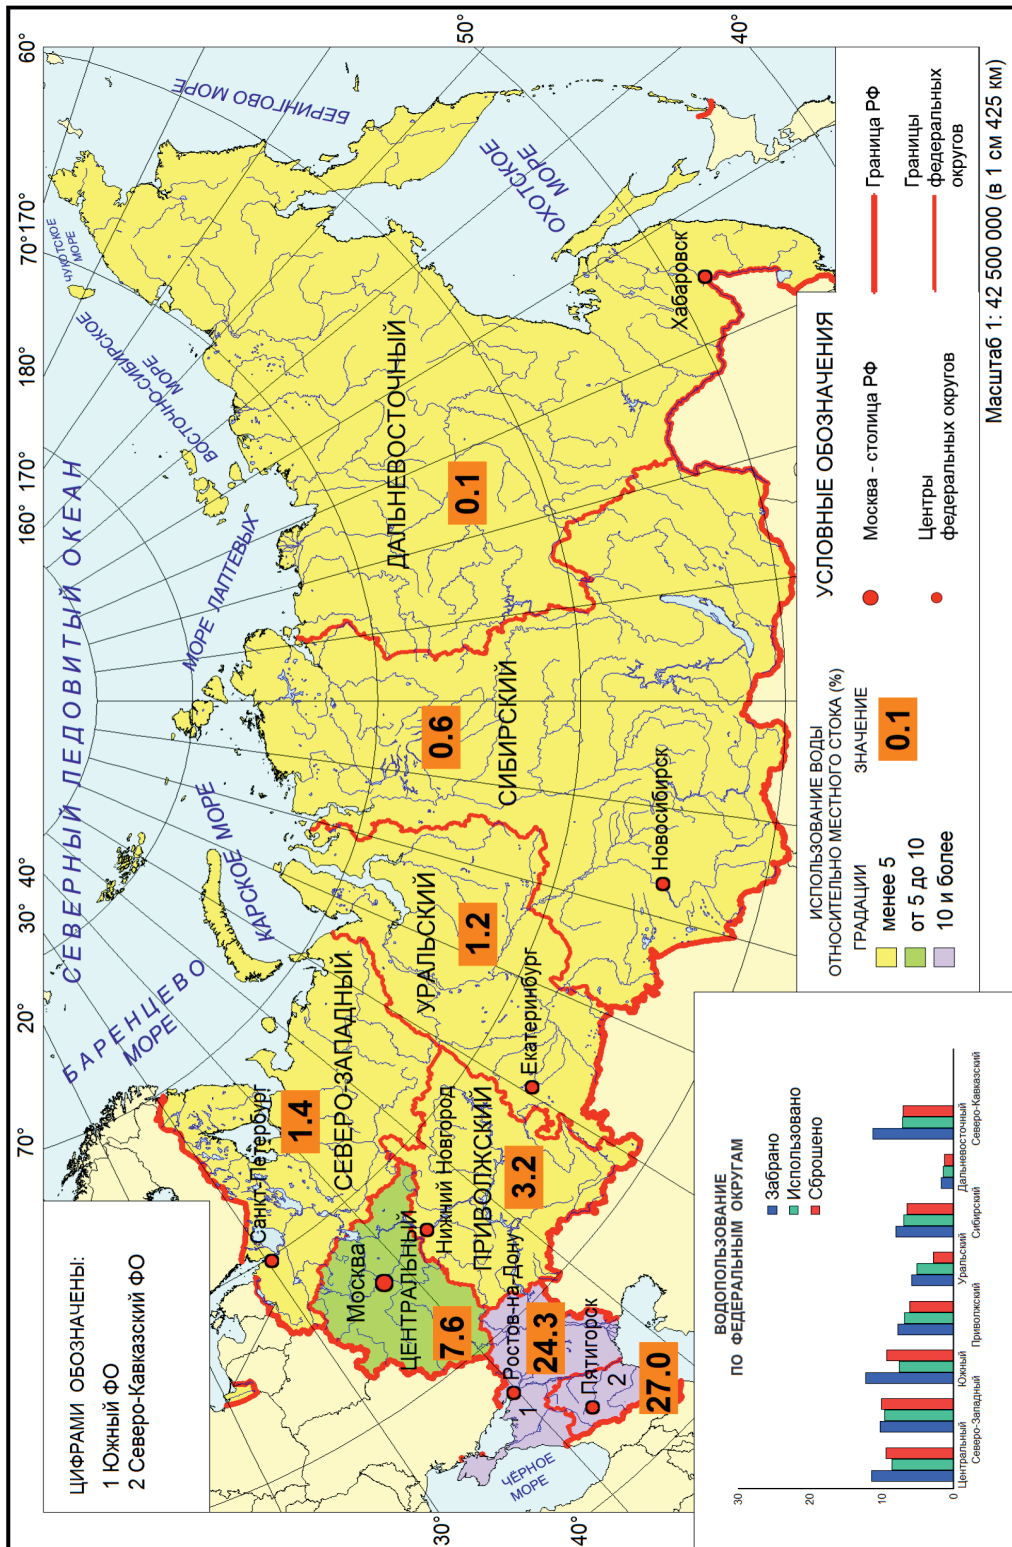 ЦИФРАМИ ОБОЗНАЧЕНЫ:
1 Южный ФО
2 Северо-Кавказский ФО
70°
20°
30°
40°
160°
170°
180°
70°
170°
60°
50°
40°
30°
40°
СЕВЕРНЫЙ ЛЕДОВИТЫЙ ОКЕАН
БАРЕНЦЕВО
МОРЕ
КАРСКОЕ МОРЕ
МОРЕ ЛАПТЕВЫХ
ВОСТОЧНО-СИБИРСКОЕ
МОРЕ
ЧУКОТСКОЕ
МОРЕ
БЕРИНГОВО МОРЕ
ОХОТСКОЕ
МОРЕ
ЧЁРНОЕ
МОРЕ
Санкт-Петербург
1.4
СЕВЕРО-ЗАПАДНЫЙ
Москва
ЦЕНТРАЛЬНЫЙ
7.6
Нижний Новгород
ПРИВОЛЖСКИЙ
3.2
Ростов-на-Дону
1
24.3
Пятигорск
2
27.0
УРАЛЬСКИЙ
1.2
Екатеринбург
0.6
СИБИРСКИЙ
Новосибирск
ДАЛЬНЕВОСТОЧНЫЙ
0.1
Хабаровск
ВОДОПОЛЬЗОВАНИЕ
ПО ФЕДЕРАЛЬНЫМ ОКРУГАМ
Забрано
Использовано
Сброшено
30
20
10
0
Центральный
Северо-Западный
Южный
Приволжский
Уральский
Сибирский
Дальневосточный
Северо-Кавказский
ИСПОЛЬЗОВАНИЕ ВОДЫ
ОТНОСИТЕЛЬНО МЕСТНОГО СТОКА (%)
ГРАДАЦИИ
ЗНАЧЕНИЕ
менее 5
от 5 до 10
10 и более
0.1
УСЛОВНЫЕ ОБОЗНАЧЕНИЯ
Москва - столица РФ
Центры
федеральных округов
Граница РФ
Границы
федеральных
округов
Масштаб 1: 42 500 000 (в 1 см 425 км)